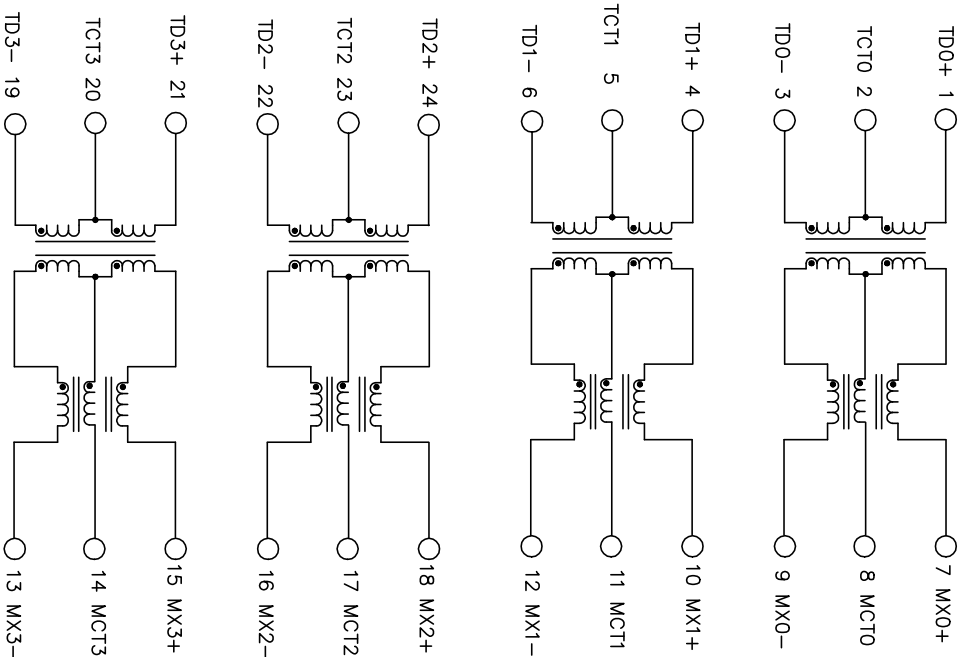 TD3- 19
TCT3 20
TD3+ 21
TD2- 22
TCT2 23
TD2+ 24
TD1- 6
TCT1 5
TD1+ 4
TD0- 3
TCT0 2
TD0+ 1
13 MX3-
14 MCT3
15 MX3+
16 MX2-
17 MCT2
18 MX2+
12 MX1-
11 MCT1
10 MX1+
9 MX0-
8 MCT0
7 MX0+